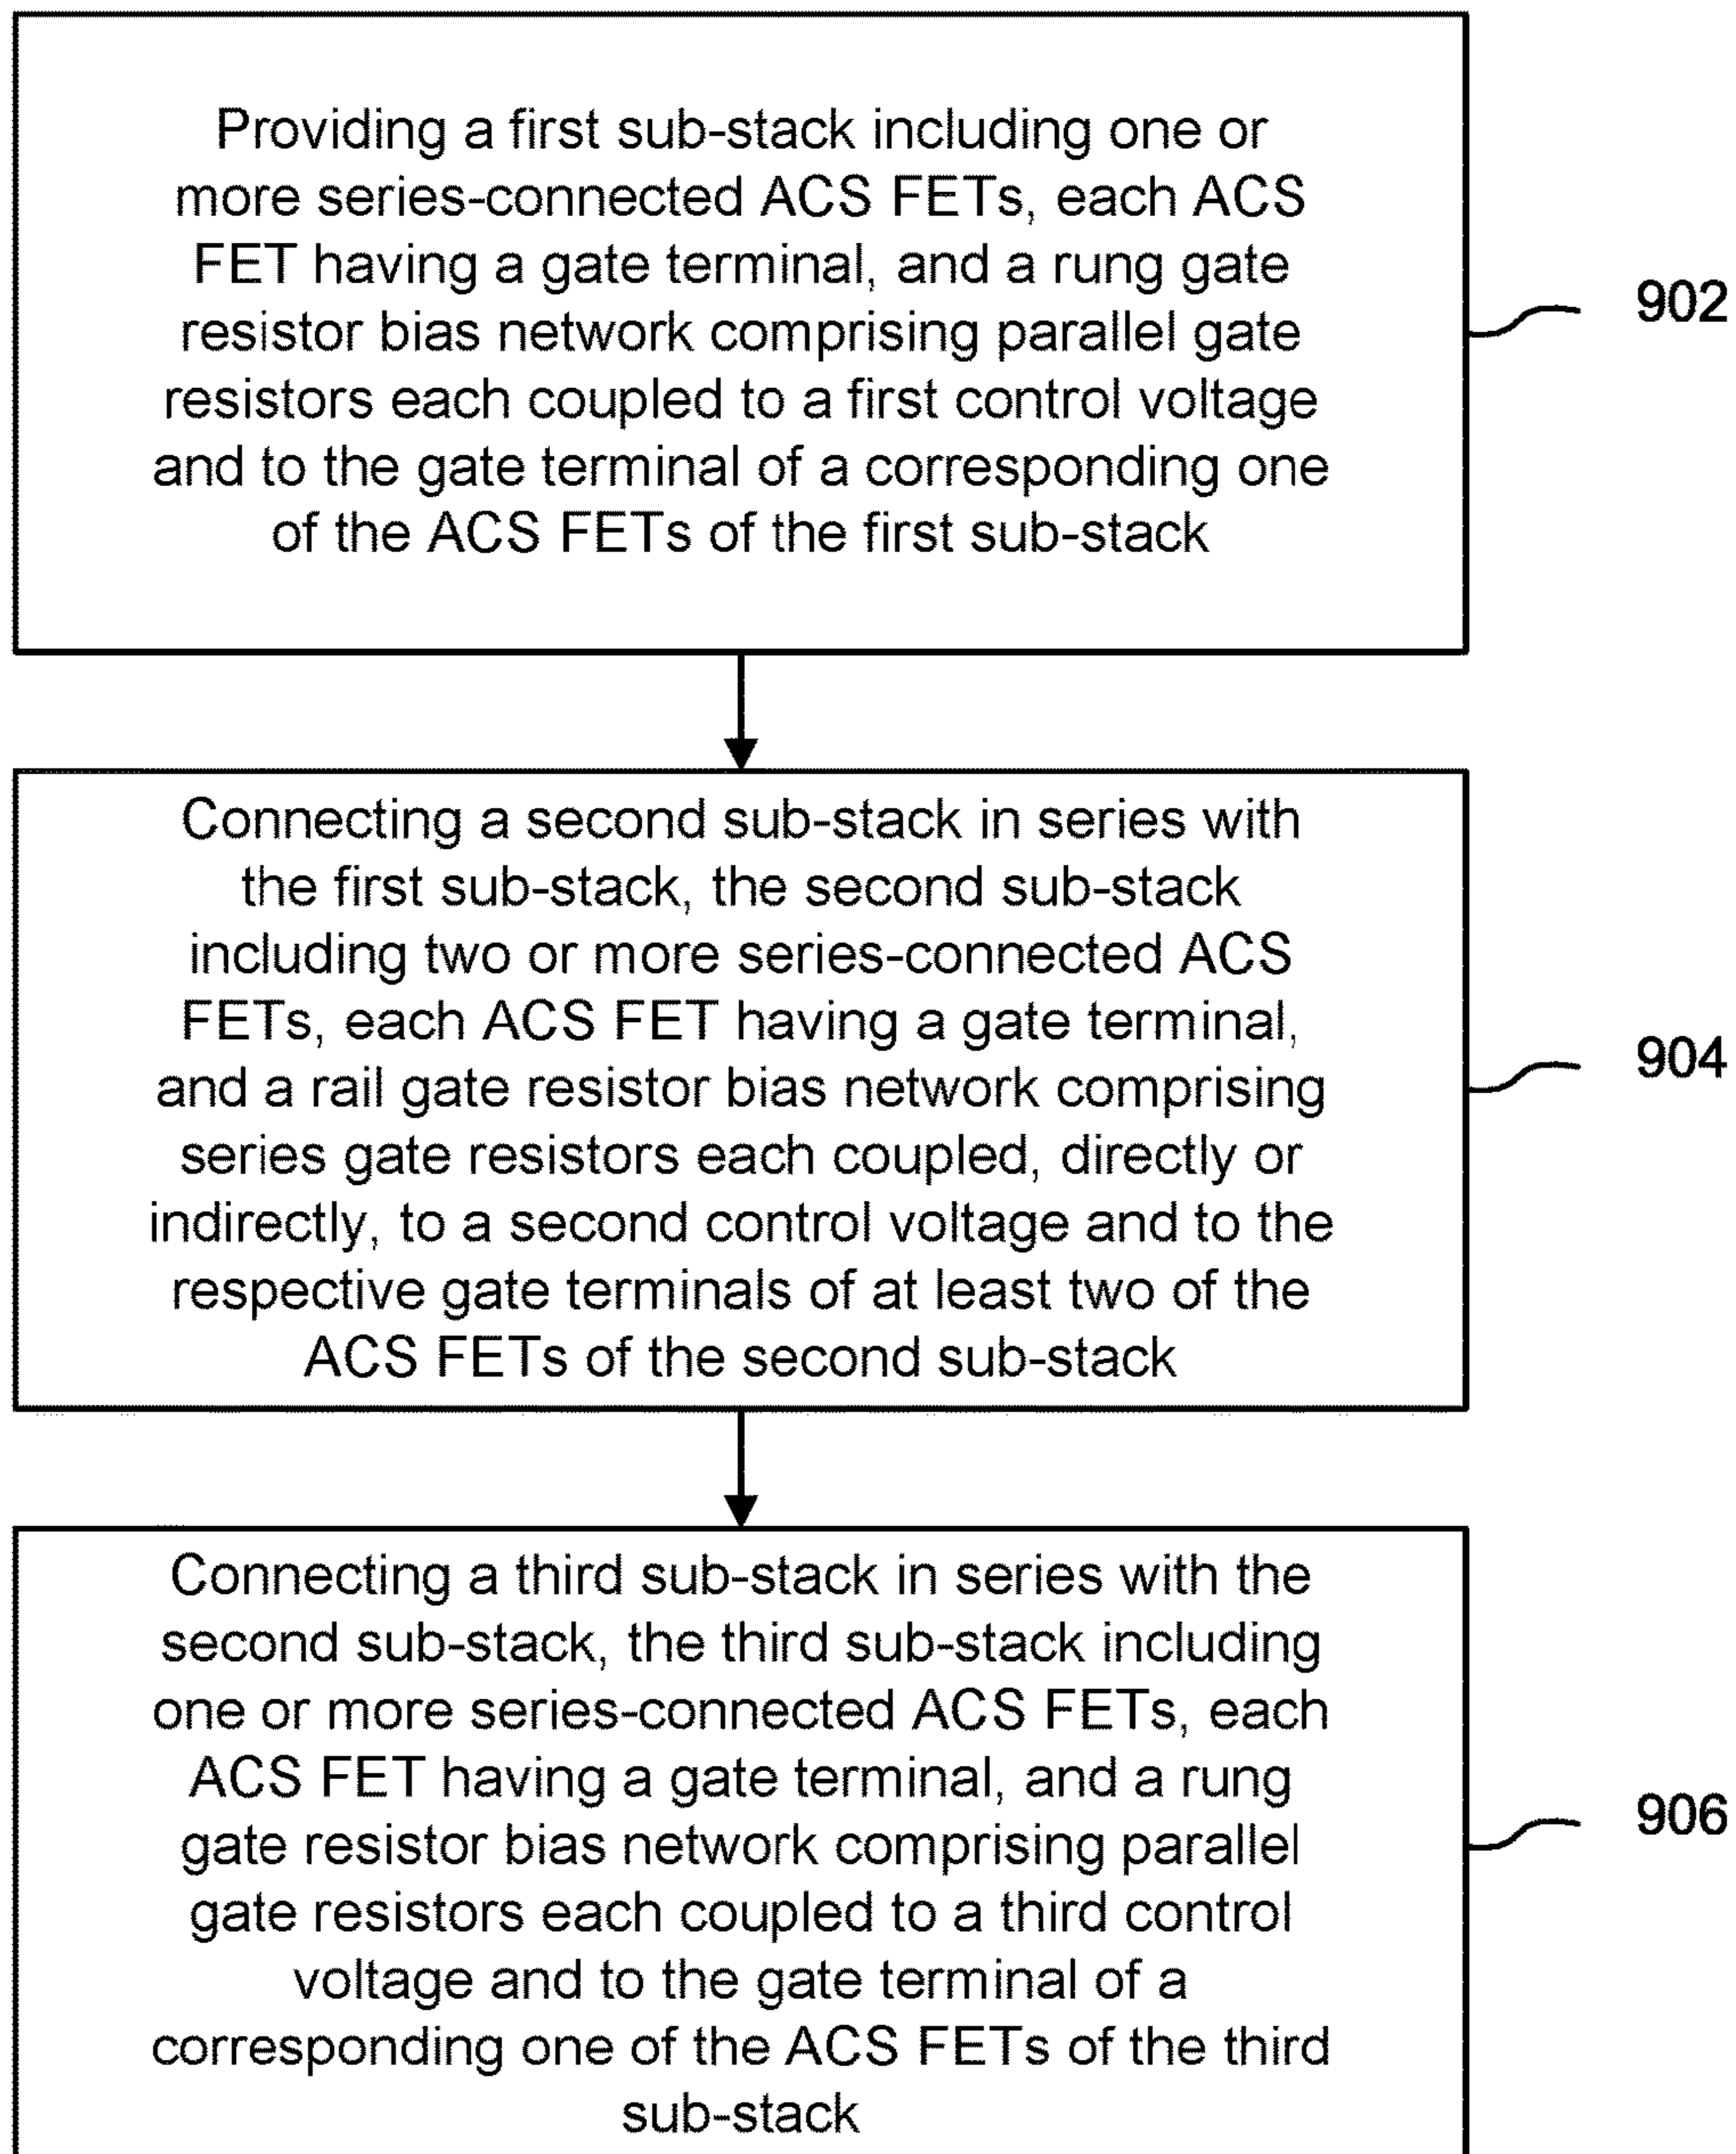 Providing a first sub-stack including one or
more series-connected ACS FETs, each ACS
FET having a gate terminal, and a rung gate
resistor bias network comprising parallel gate
resistors each coupled to a first control voltage
and to the gate terminal of a corresponding one
of the ACS FETs of the first sub-stack
902
Connecting a second sub-stack in series with
the first sub-stack, the second sub-stack
including two or more series-connected ACS
FETs, each ACS FET having a gate terminal,
and a rail gate resistor bias network comprising
series gate resistors each coupled, directly or
indirectly, to a second control voltage and to the
respective gate terminals of at least two of the
ACS FETs of the second sub-stack
904
Connecting a third sub-stack in series with the
second sub-stack, the third sub-stack including
one or more series-connected ACS FETs, each
ACS FET having a gate terminal, and a rung
gate resistor bias network comprising parallel
gate resistors each coupled to a third control
voltage and to the gate terminal of a
corresponding one of the ACS FETs of the third
sub-stack
906